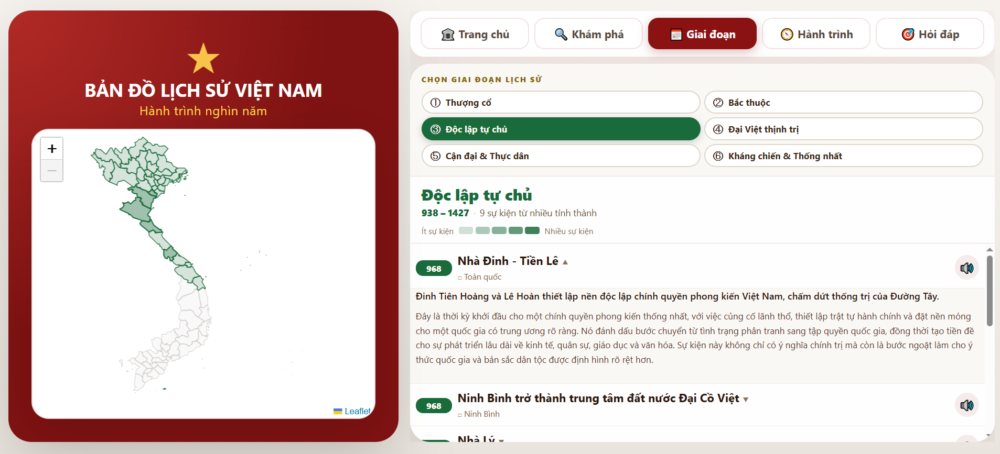 BẢN ĐỒ LỊCH SỬ VIỆT NAM
Hành trình nghìn năm
+
−
Leaflet
Trang chủ
Khám phá
Giai đoạn
Hành trình
Hỏi đáp
CHỌN GIAI ĐOẠN LỊCH SỬ
① Thượng cổ
② Bắc thuộc
③ Độc lập tự chủ
④ Đại Việt thịnh trị
⑤ Cận đại & Thực dân
⑥ Kháng chiến & Thống nhất
Độc lập tự chủ
938 – 1427 · 9 sự kiện từ nhiều tỉnh thành
Ít sự kiện Nhiều sự kiện
968 Nhà Đinh - Tiền Lê ▲
□ Toàn quốc
Đinh Tiên Hoàng và Lê Hoàn thiết lập nền độc lập chính quyền phong kiến Việt Nam, chấm dứt thống trị của Đường Tây.
Đây là thời kỳ khởi đầu cho một chính quyền phong kiến thống nhất, với việc củng cố lãnh thổ, thiết lập trật tự hành chính và đặt nền móng
cho một quốc gia có trung ương rõ ràng. Nó đánh dấu bước chuyển từ tình trạng phân tranh sang tập quyền quốc gia, đồng thời tạo tiền đề
cho sự phát triển lâu dài về kinh tế, quân sự, giáo dục và văn hóa. Sự kiện này không chỉ có ý nghĩa chính trị mà còn là bước ngoặt làm cho ý
thức quốc gia và bản sắc dân tộc được định hình rõ rệt hơn.
968 Ninh Bình trở thành trung tâm đất nước Đại Cồ Việt ▼
□ Ninh Bình
Nhà Lý ▼